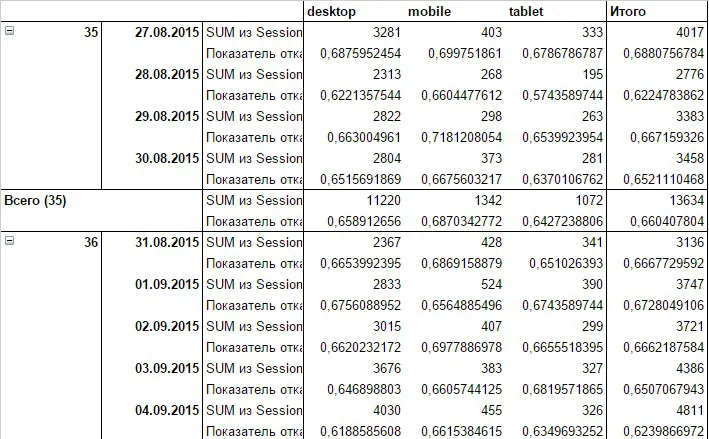 desktop mobile tablet Итого
35 27.08.2015 SUM из Session 3281 403 333 4017
Показатель отка 0,6875952454 0,699751861 0,6786786787 0,6880756784
28.08.2015 SUM из Session 2313 268 195 2776
Показатель отка 0,6221357544 0,6604477612 0,5743589744 0,6224783862
29.08.2015 SUM из Session 2822 298 263 3383
Показатель отка 0,663004961 0,7181208054 0,6539923954 0,667159326
30.08.2015 SUM из Session 2804 373 281 3458
Показатель отка 0,6515691869 0,6675603217 0,6370106762 0,6521110468
Всего (35) SUM из Session 11220 1342 1072 13634
Показатель отка 0,658912656 0,6870342772 0,6427238806 0,660407804
36 31.08.2015 SUM из Session 2367 428 341 3136
Показатель отка 0,6653992395 0,6869158879 0,651026393 0,6667729592
01.09.2015 SUM из Session 2833 524 390 3747
Показатель отка 0,6756088952 0,6564885496 0,6743589744 0,6728049106
02.09.2015 SUM из Session 3015 407 299 3721
Показатель отка 0,6620232172 0,6977886978 0,6655518395 0,6662187584
03.09.2015 SUM из Session 3676 383 327 4386
Показатель отка 0,646898803 0,6605744125 0,6819571865 0,6507067943
04.09.2015 SUM из Session 4030 455 326 4811
Показатель отка 0,6188585608 0,6615384615 0,6349693252 0,6239866972